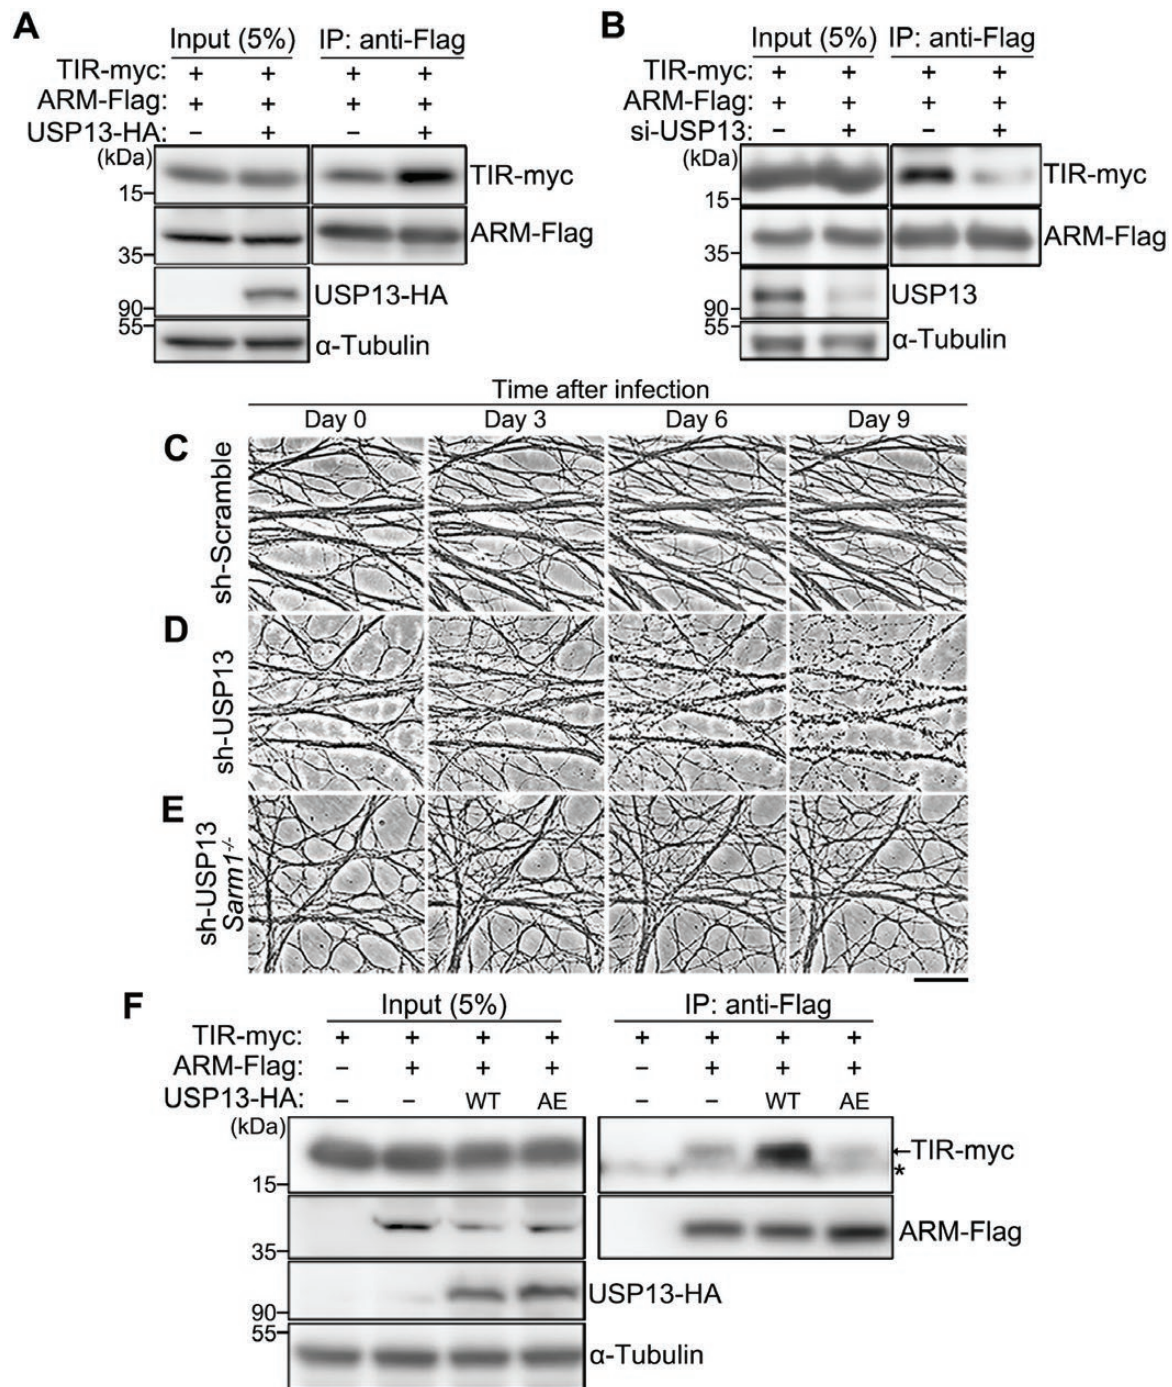 A
Input (5%) IP: anti-Flag
TIR-myc: + + + +
ARM-Flag: + + + +
USP13-HA: – + – +
(kDa)
TIR-myc
15
ARM-Flag
35
USP13-HA
90
55
α-Tubulin
B
Input (5%) IP: anti-Flag
TIR-myc: + + + +
ARM-Flag: + + + +
si-USP13: – + – +
(kDa)
TIR-myc
15
ARM-Flag
35
USP13
90
55
α-Tubulin
Time after infection
Day 0 Day 3 Day 6 Day 9
C
sh-Scramble
D
sh-USP13
E
sh-USP13
Sarm1-/-
F
Input (5%) IP: anti-Flag
TIR-myc: + + + + + + + +
ARM-Flag: – + + + – + + +
USP13-HA: – – WT AE – – WT AE
(kDa)
←TIR-myc
*
15
ARM-Flag
35
USP13-HA
90
55
α-Tubulin